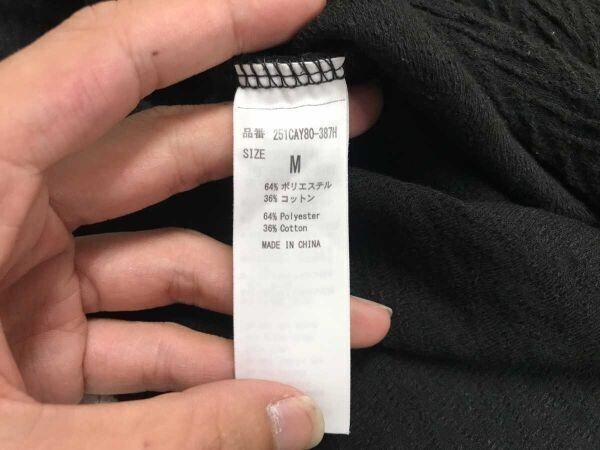 品番 251CAY80-387H
SIZE
M
64% ポリエステル
36% コットン
64% Polyester
36% Cotton
MADE IN CHINA